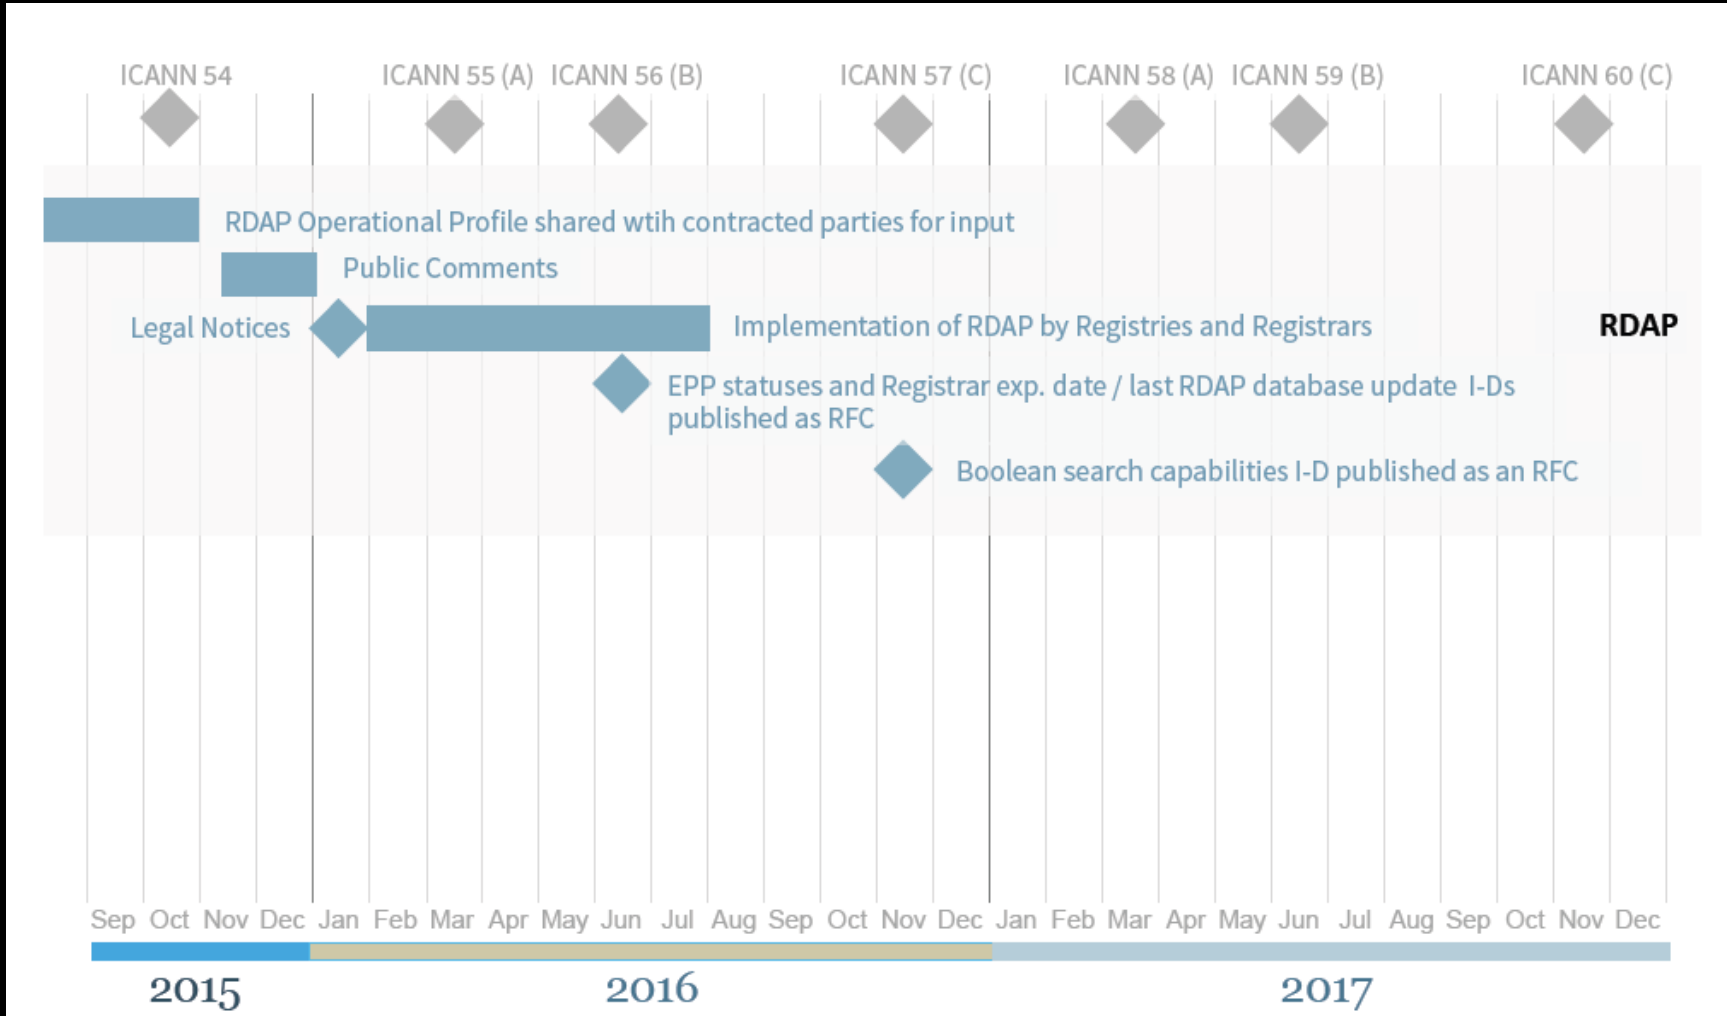 ICANN 54 ICANN 55 (A) ICANN 56 (B) ICANN 57 (C) ICANN 58 (A) ICANN 59 (B) ICANN 60 (C)
RDAP Operational Profile shared wtih contracted parties for input
Public Comments
Legal Notices Implementation of RDAP by Registries and Registrars RDAP
EPP statuses and Registrar exp. date / last RDAP database update I-Ds
published as RFC
Boolean search capabilities I-D published as an RFC
Sep Oct Nov Dec Jan Feb Mar Apr May Jun Jul Aug Sep Oct Nov Dec Jan Feb Mar Apr May Jun Jul Aug Sep Oct Nov Dec
2015 2016 2017